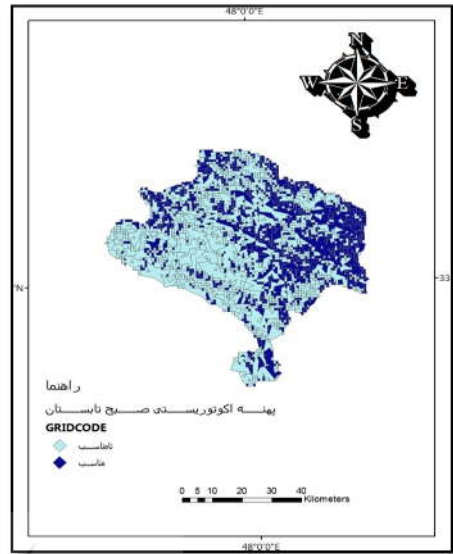 48°0'0"E
N
W E
S
"N 33
راهنما
پهنه اکوتوریستی صبح تابستان
GRIDCODE
نامناسب
مناسب
0 5 10 20 30 40
Kilometers
48°0'0"E